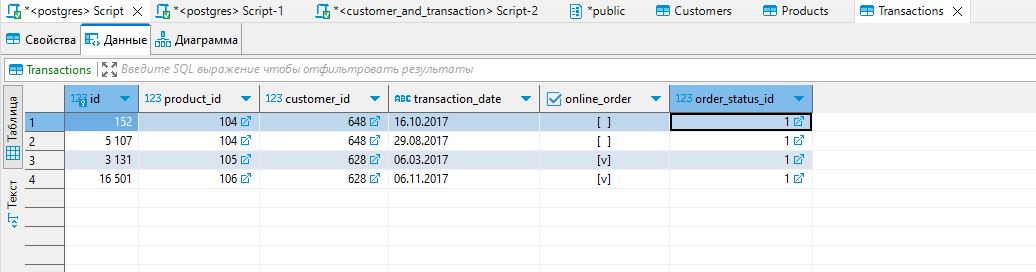 *<postgres> Script *<postgres> Script-1 *<customer_and_transaction> Script-2 *public Customers Products Transactions
Свойства Данные Диаграмма
Transactions Введите SQL выражение чтобы отфильтровать результаты
Таблица
Текст
123 id 123 product_id 123 customer_id ABC transaction_date online_order 123 order_status_id
1 152 104 648 16.10.2017 [ ] 1
2 5 107 104 648 29.08.2017 [ ] 1
3 3 131 105 628 06.03.2017 [v] 1
4 16 501 106 628 06.11.2017 [v] 1